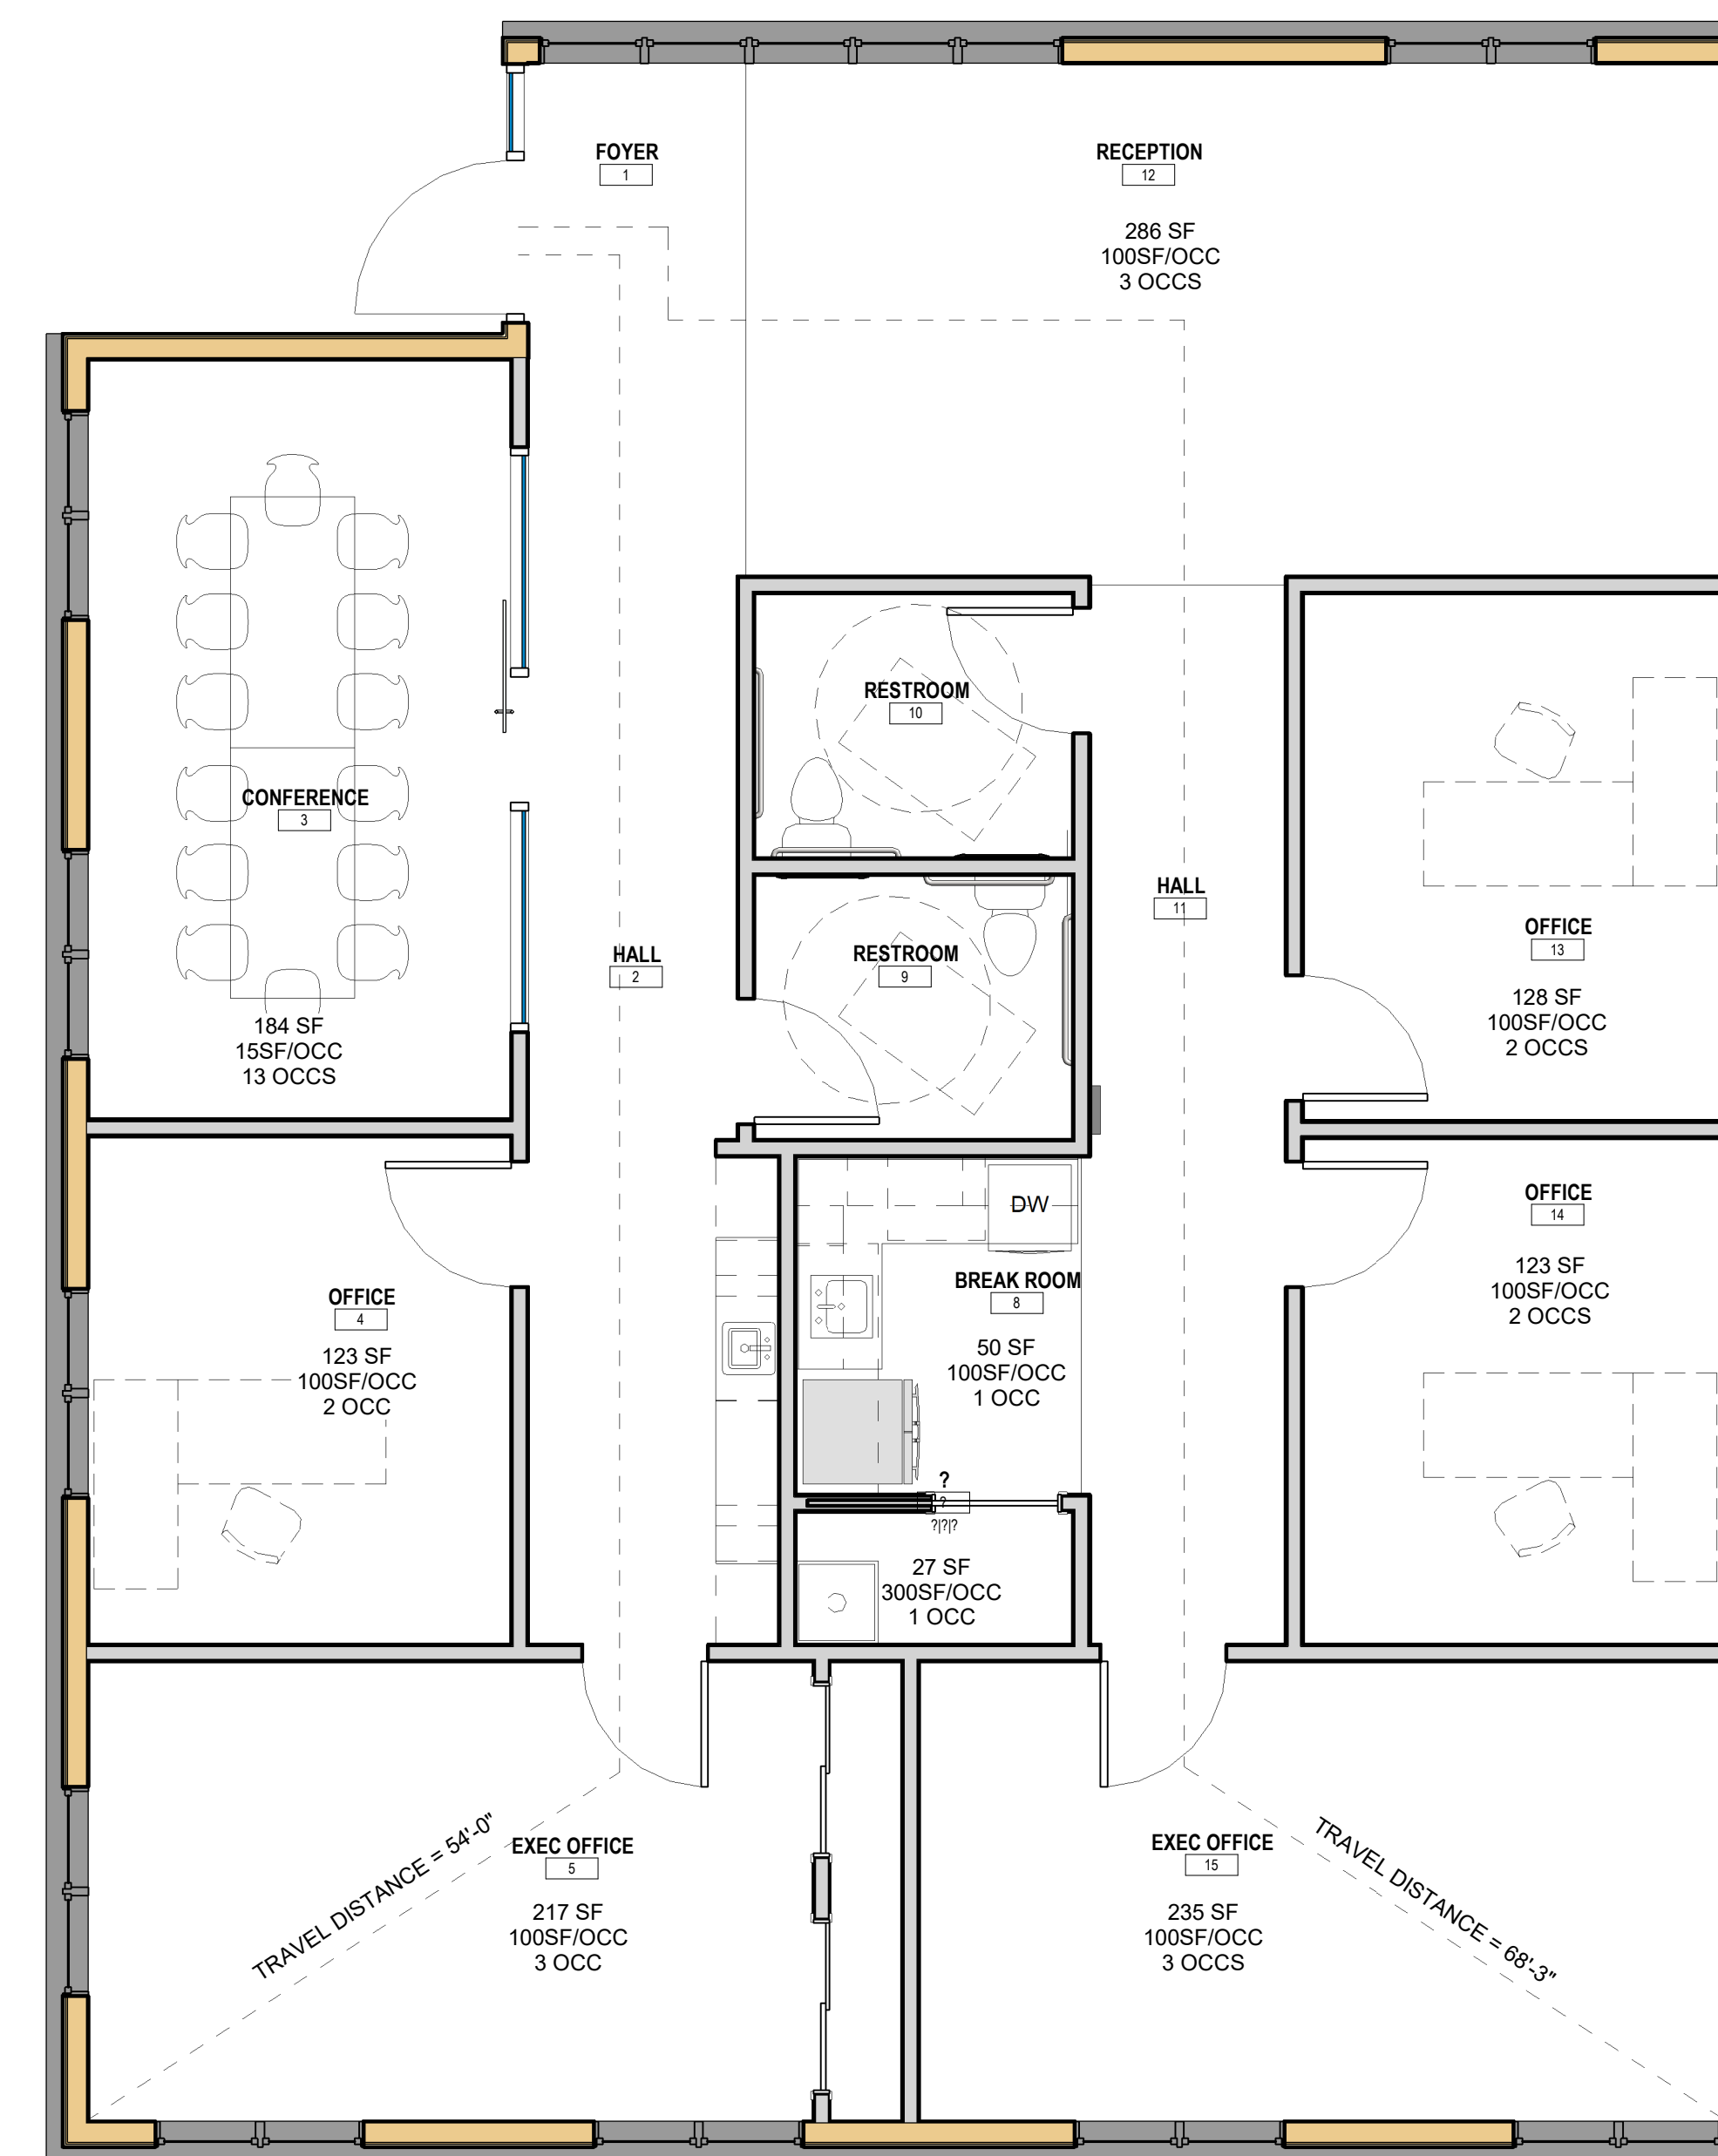 FOYER
1
RECEPTION
12
286 SF
100SF/OCC
3 OCCS
RESTROOM
10
CONFERENCE
3
184 SF
15SF/OCC
13 OCCS
HALL
2
RESTROOM
9
HALL
11
OFFICE
13
128 SF
100SF/OCC
2 OCCS
DW
OFFICE
14
123 SF
100SF/OCC
2 OCCS
BREAK ROOM
8
50 SF
100SF/OCC
1 OCC
OFFICE
4
123 SF
100SF/OCC
2 OCC
?
?
?|?|?
27 SF
300SF/OCC
1 OCC
TRAVEL DISTANCE = 54'-0"
EXEC OFFICE
5
217 SF
100SF/OCC
3 OCC
EXEC OFFICE
15
235 SF
100SF/OCC
3 OCCS
TRAVEL DISTANCE = 68'-3"